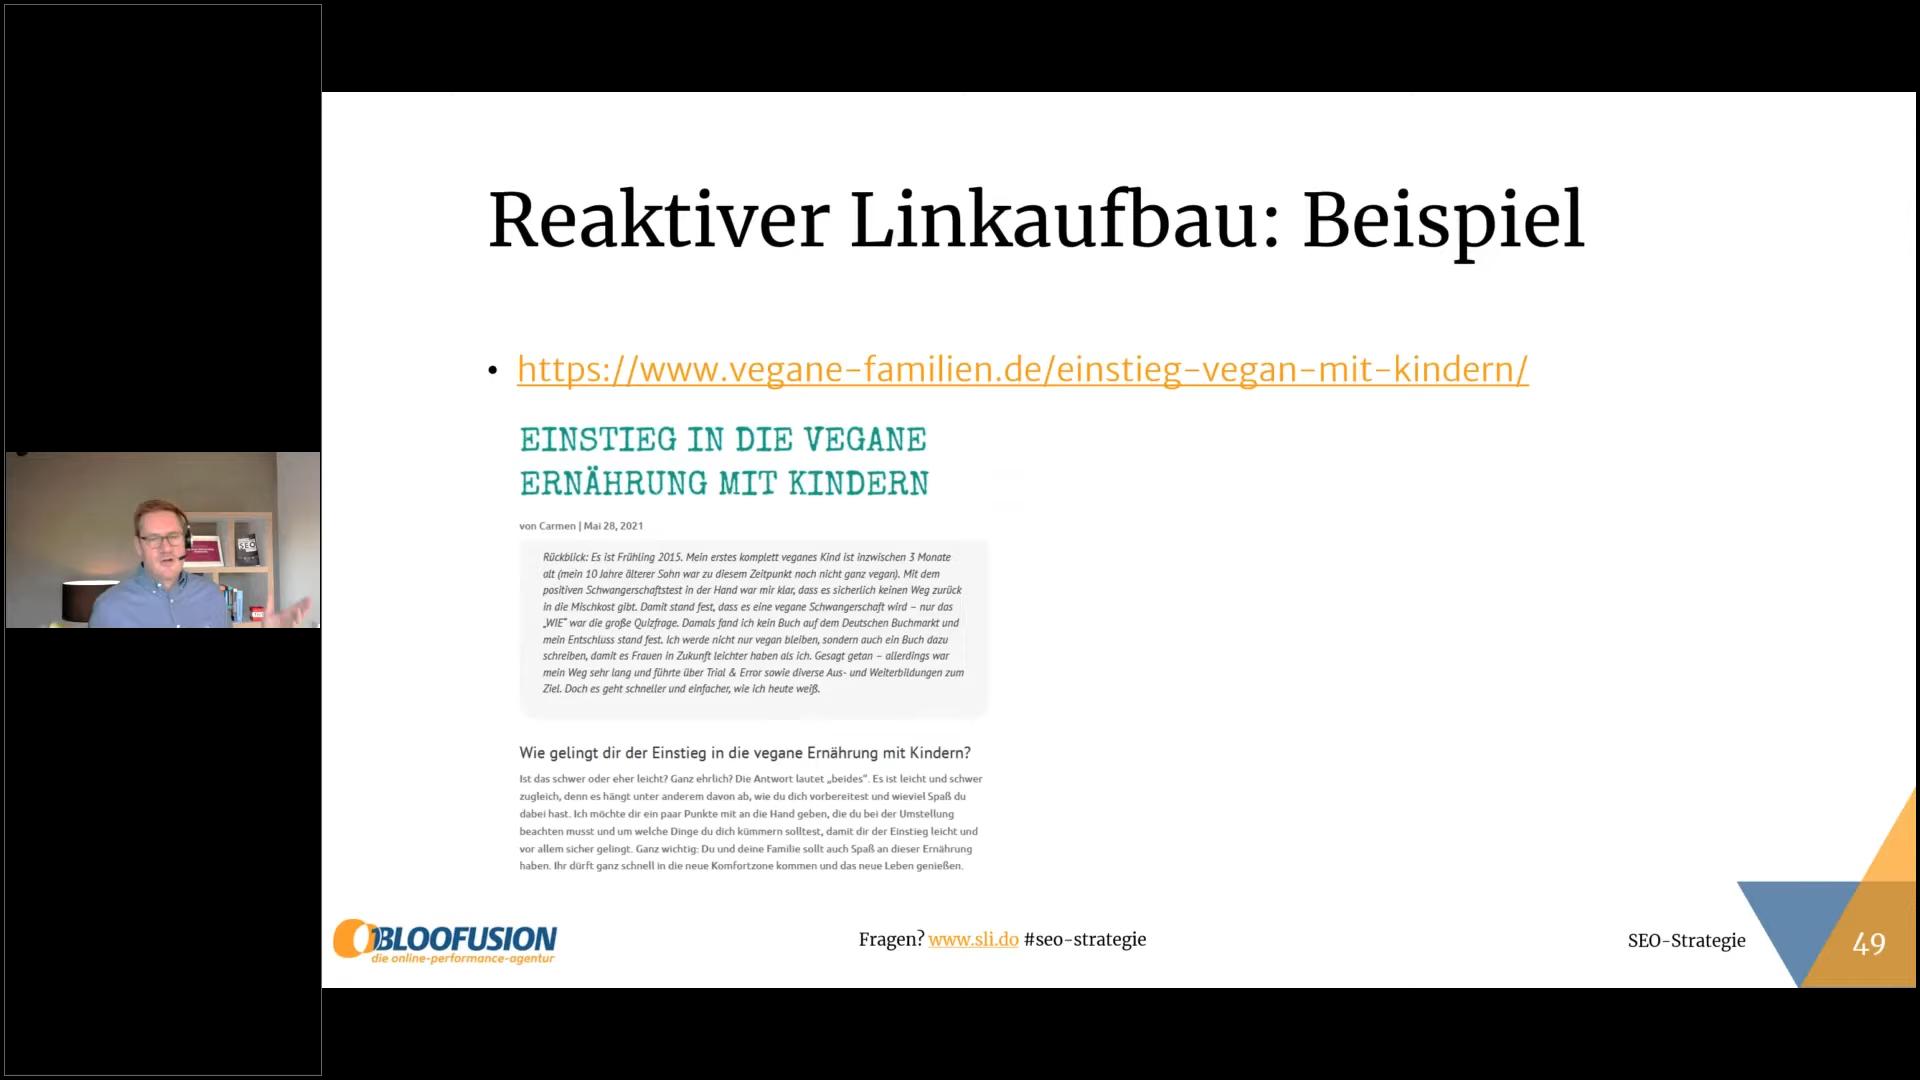 Reaktiver Linkaufbau: Beispiel
• https://www.vegane-familien.de/einstieg-vegan-mit-kindern/
EINSTIEG IN DIE VEGANE
ERNÄHRUNG MIT KINDERN
von Carmen | Mai 28, 2021
Rückblick: Es ist Frühling 2015. Mein erstes komplett veganes Kind ist inzwischen 3 Monate
alt (mein 10 Jahre älterer Sohn war zu diesem Zeitpunkt noch nicht ganz vegan). Mit dem
positiven Schwangerschaftstest in der Hand war mir klar, dass es sicherlich keinen Weg zurück
in die Mischkost gibt. Damit stand fest, dass es eine vegane Schwangerschaft wird – nur das
„WIE“ war die große Quizfrage. Damals fand ich kein Buch auf dem Deutschen Buchmarkt und
mein Entschluss stand fest. Ich werde nicht nur vegan bleiben, sondern auch ein Buch dazu
schreiben, damit es Frauen in Zukunft leichter haben als ich. Gesagt getan – allerdings war
mein Weg sehr lang und führte über Trial & Error sowie diverse Aus- und Weiterbildungen zum
Ziel. Doch es geht schneller und einfacher, wie ich heute weiß.
Wie gelingt dir der Einstieg in die vegane Ernährung mit Kindern?
Ist das schwer oder eher leicht? Ganz ehrlich? Die Antwort lautet „beides“. Es ist leicht und schwer
zugleich, denn es hängt unter anderem davon ab, wie du dich vorbereitest und wieviel Spaß du
dabei hast. Ich möchte dir ein paar Punkte mit an die Hand geben, die du bei der Umstellung
beachten musst und um welche Dinge du dich kümmern solltest, damit dir der Einstieg leicht und
vor allem sicher gelingt. Ganz wichtig: Du und deine Familie sollt auch Spaß an dieser Ernährung
haben. Ihr dürft ganz schnell in die neue Komfortzone kommen und das neue Leben genießen.
BLOOFUSION
die online-performance-agentur
Fragen? www.sli.do #seo-strategie
SEO-Strategie
49
SEO